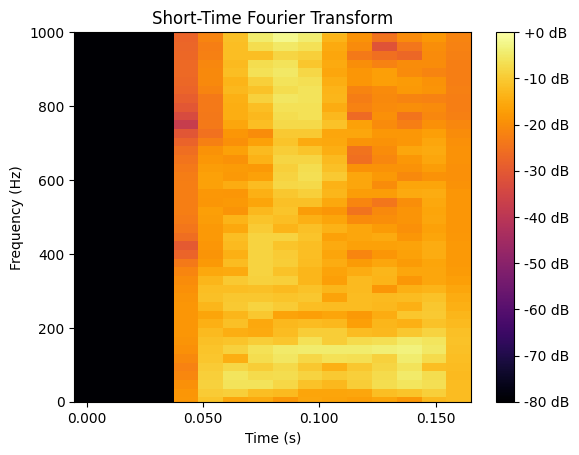 Short-Time Fourier Transform
1000
800
600
400
200
0
Frequency (Hz)
0.000
0.050
0.100
0.150
Time (s)
+0 dB
-10 dB
-20 dB
-30 dB
-40 dB
-50 dB
-60 dB
-70 dB
-80 dB